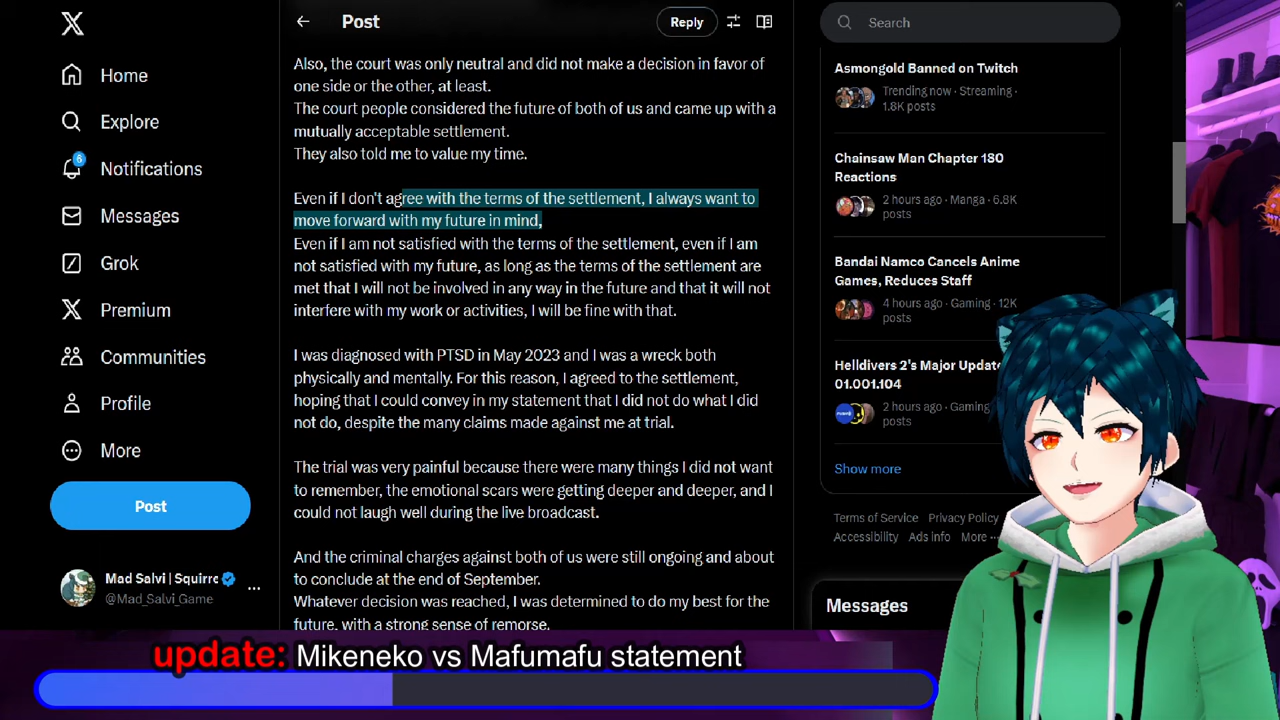 Home
Explore
6
Notifications
Messages
Grok
Premium
Communities
Profile
More
Post
Mad Salvi | Squirre
@Mad_Salvi_Game
Post
Reply
Also, the court was only neutral and did not make a decision in favor of
one side or the other, at least.
The court people considered the future of both of us and came up with a
mutually acceptable settlement.
They also told me to value my time.
Even if I don't agree with the terms of the settlement, I always want to
move forward with my future in mind,
Even if I am not satisfied with the terms of the settlement, even if I am
not satisfied with my future, as long as the terms of the settlement are
met that I will not be involved in any way in the future and that it will not
interfere with my work or activities, I will be fine with that.
I was diagnosed with PTSD in May 2023 and I was a wreck both
physically and mentally. For this reason, I agreed to the settlement,
hoping that I could convey in my statement that I did not do what I did
not do, despite the many claims made against me at trial.
The trial was very painful because there were many things I did not want
to remember, the emotional scars were getting deeper and deeper, and I
could not laugh well during the live broadcast.
And the criminal charges against both of us were still ongoing and about
to conclude at the end of September.
Whatever decision was reached, I was determined to do my best for the
future, with a strong sense of remorse.
Search
Asmongold Banned on Twitch
Trending now · Streaming ·
1.8K posts
Chainsaw Man Chapter 180
Reactions
2 hours ago · Manga · 6.8K
posts
Bandai Namco Cancels Anime
Games, Reduces Staff
4 hours ago · Gaming · 12K
posts
Helldivers 2's Major Update
01.001.104
2 hours ago · Gaming
posts
Show more
Terms of Service Privacy Policy
Accessibility Ads Info More ···
Messages
update: Mikeneko vs Mafumafu statement